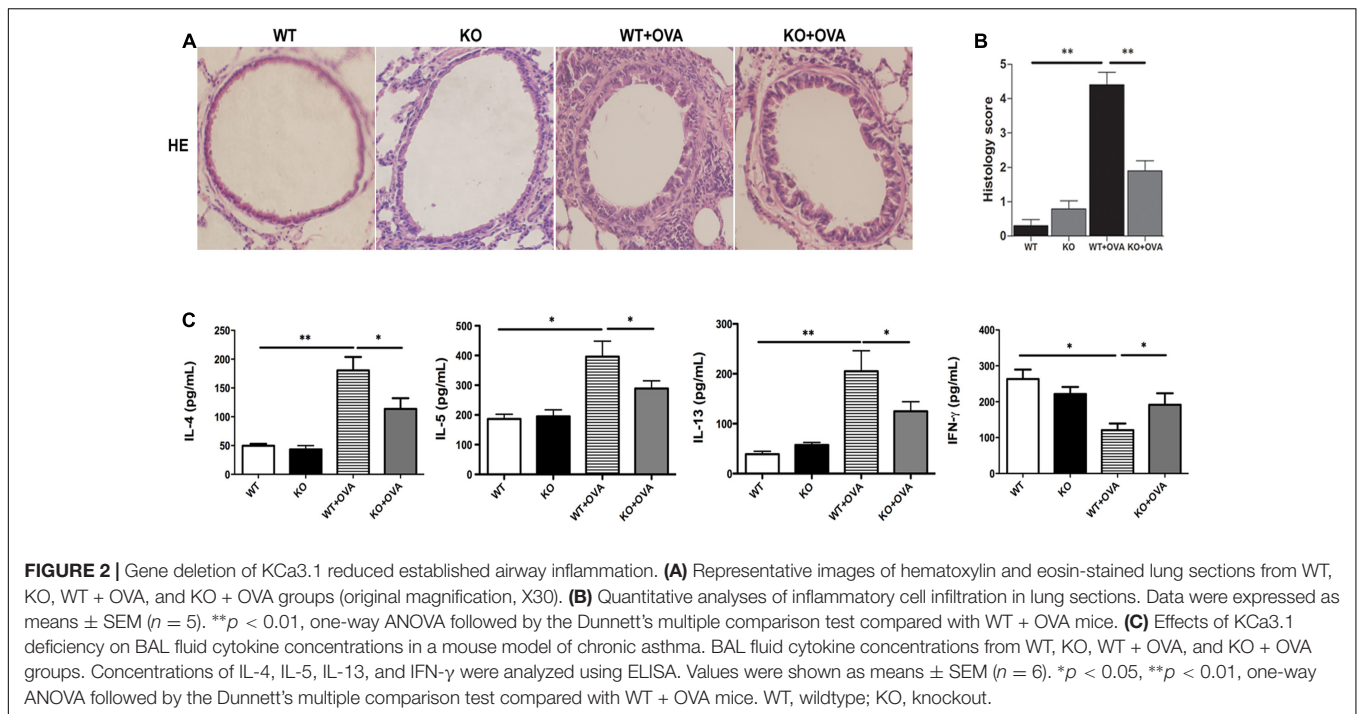 A
WT
KO
WT+OVA
KO+OVA
HE
B
**
**
5
4
3
2
1
0
Histology score
WT
KO
WT+OVA
KO+OVA
C
**
*
250
200
150
100
50
0
IL-4 (pg/mL)
WT
KO
WT+OVA
KO+OVA
*
*
500
400
300
200
100
0
IL-5 (pg/mL)
WT
KO
WT+OVA
KO+OVA
**
*
300
200
100
0
IL-13 (pg/mL)
WT
KO
WT+OVA
KO+OVA
*
*
400
300
200
100
0
IFN-γ (pg/mL)
WT
KO
WT+OVA
KO+OVA
FIGURE 2 | Gene deletion of KCa3.1 reduced established airway inflammation. (A) Representative images of hematoxylin and eosin-stained lung sections from WT,
KO, WT + OVA, and KO + OVA groups (original magnification, X30). (B) Quantitative analyses of inflammatory cell infiltration in lung sections. Data were expressed as
means ± SEM (n = 5). **p < 0.01, one-way ANOVA followed by the Dunnett's multiple comparison test compared with WT + OVA mice. (C) Effects of KCa3.1
deficiency on BAL fluid cytokine concentrations in a mouse model of chronic asthma. BAL fluid cytokine concentrations from WT, KO, WT + OVA, and KO + OVA
groups. Concentrations of IL-4, IL-5, IL-13, and IFN-γ were analyzed using ELISA. Values were shown as means ± SEM (n = 6). *p < 0.05, **p < 0.01, one-way
ANOVA followed by the Dunnett's multiple comparison test compared with WT + OVA mice. WT, wildtype; KO, knockout.